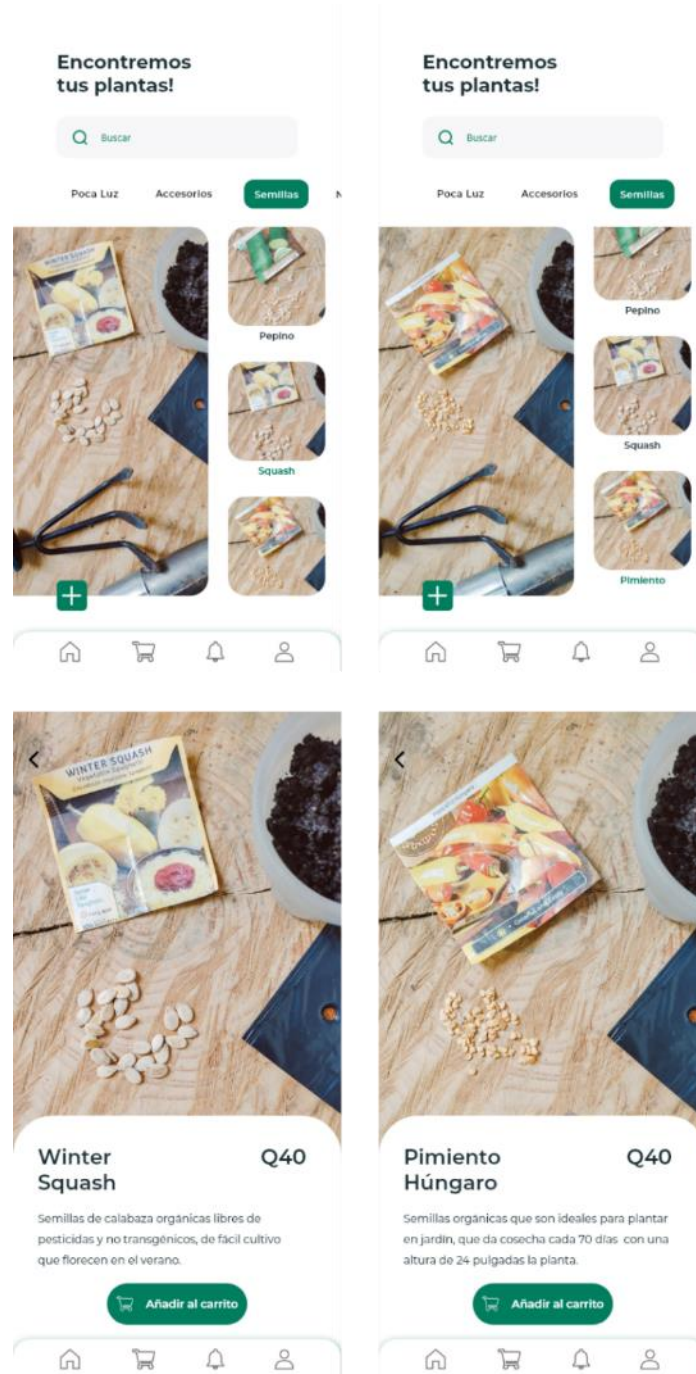 Encontremos
tus plantas!
Buscar
Poca Luz Accesorios Semillas N
WINTER SQUASH
Pepino
Squash
Encontremos
tus plantas!
Buscar
Poca Luz Accesorios Semillas
Pepino
Squash
Pimiento
WINTER SQUASH
Vegetable Spaghetti
Winter Q40
Squash
Semillas de calabaza orgánicas libres de
pesticidas y no transgénicos, de fácil cultivo
que florecen en el verano.
Añadir al carrito
Pimiento Q40
Húngaro
Semillas orgánicas que son ideales para plantar
en jardín, que da cosecha cada 70 días con una
altura de 24 pulgadas la planta.
Añadir al carrito